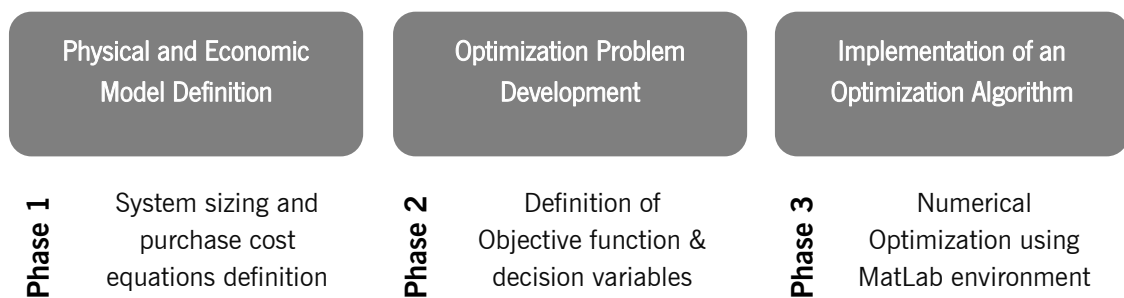 Physical and Economic
Model Definition
Optimization Problem
Development
Implementation of an
Optimization Algorithm
Phase 1
System sizing and
purchase cost
equations definition
Phase 2
Definition of
Objective function &
decision variables
Phase 3
Numerical
Optimization using
MatLab environment